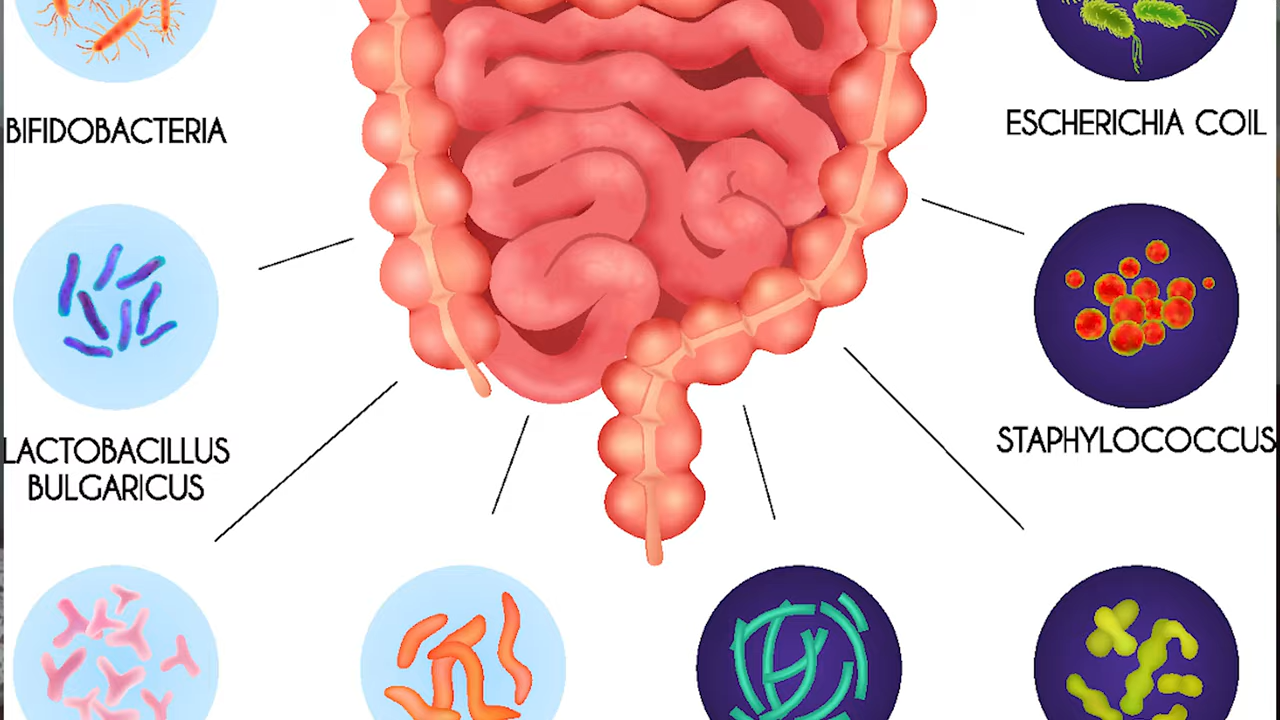 BIFIDOBACTERIA
ESCHERICHIA COIL
LACTOBACILLUS
BULGARICUS
STAPHYLOCOCCUS